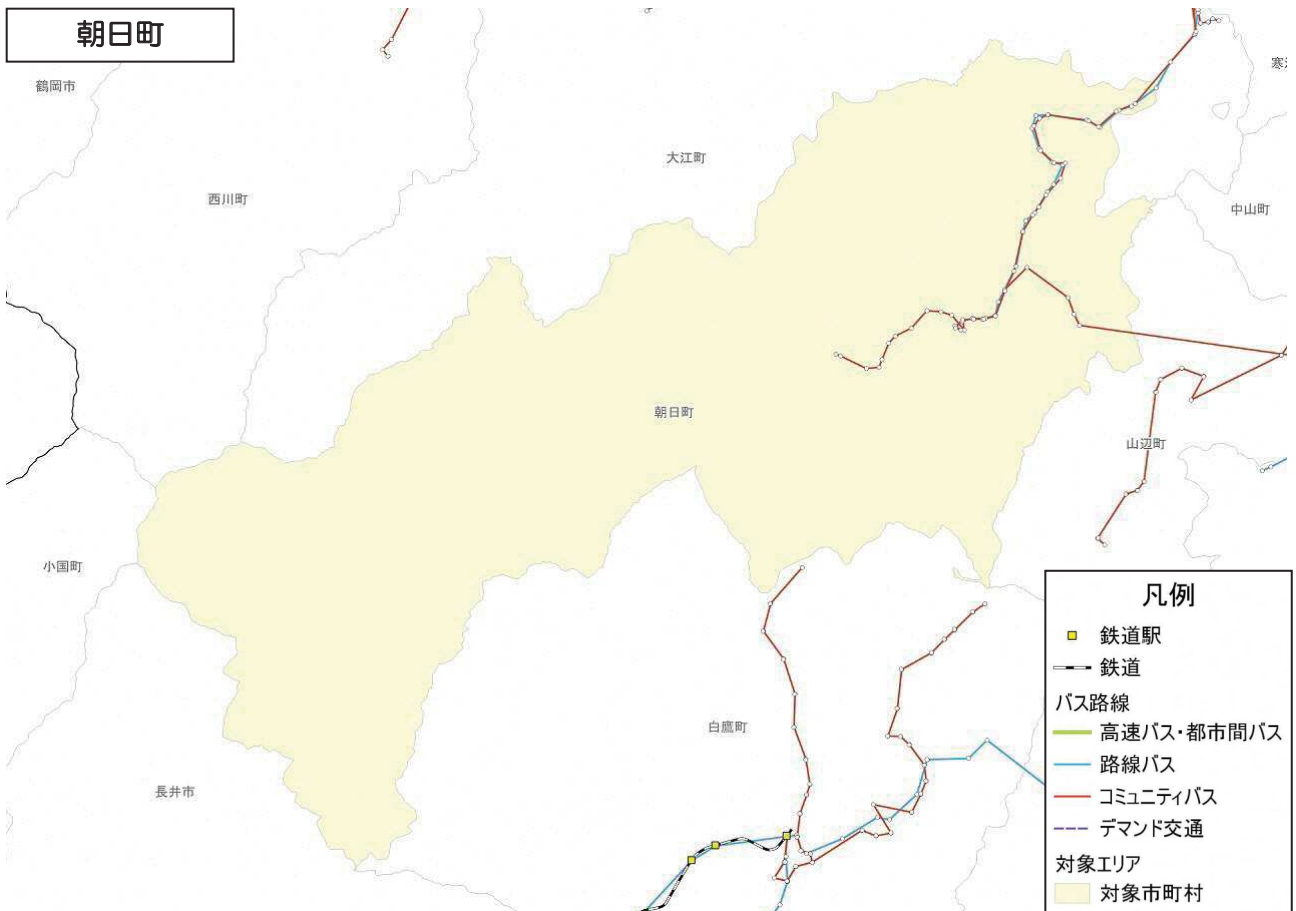 朝日町
鶴岡市
寒
大江町
西川町
中山町
朝日町
山辺町
小国町
白鷹町
長井市
凡例
鉄道駅
鉄道
バス路線
高速バス・都市間バス
路線バス
コミュニティバス
デマンド交通
対象エリア
対象市町村